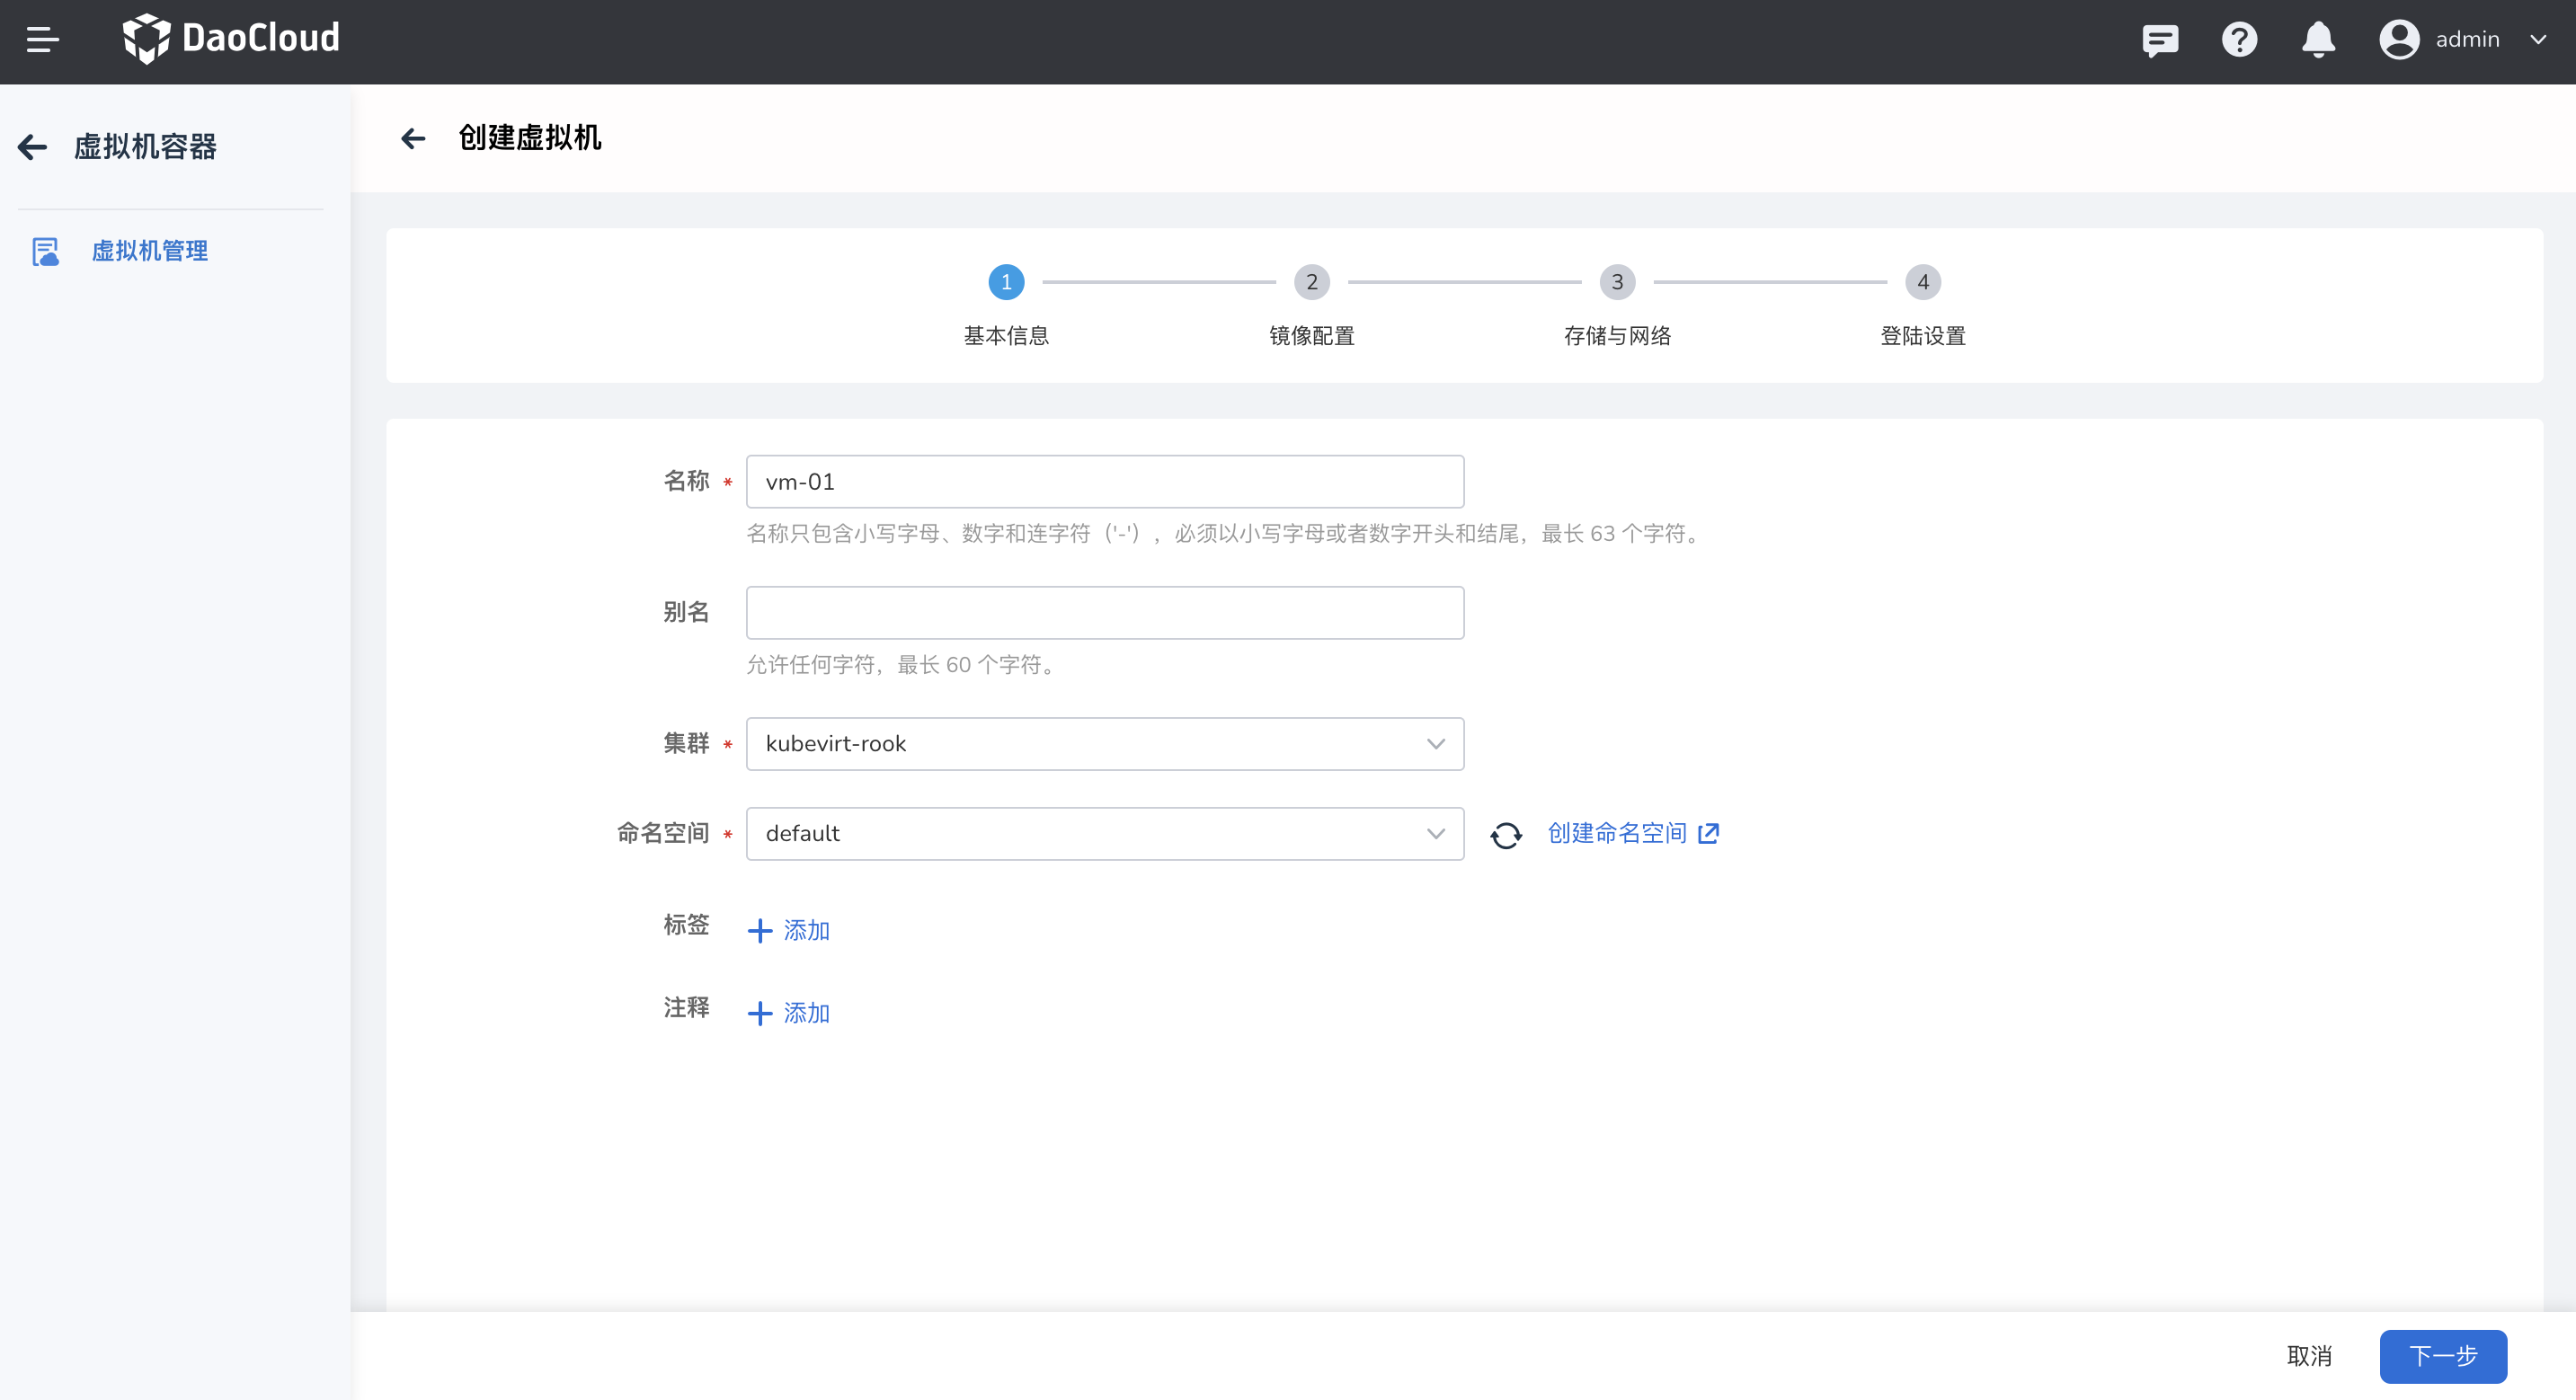 DaoCloud
admin
虚拟机容器
虚拟机管理
创建虚拟机
1
2
3
4
基本信息
镜像配置
存储与网络
登陆设置
名称 *
vm-01
名称只包含小写字母、数字和连字符（'-'），必须以小写字母或者数字开头和结尾，最长 63 个字符。
别名
允许任何字符，最长 60 个字符。
集群 *
kubevirt-rook
命名空间 *
default
创建命名空间
标签
添加
注释
添加
取消
下一步